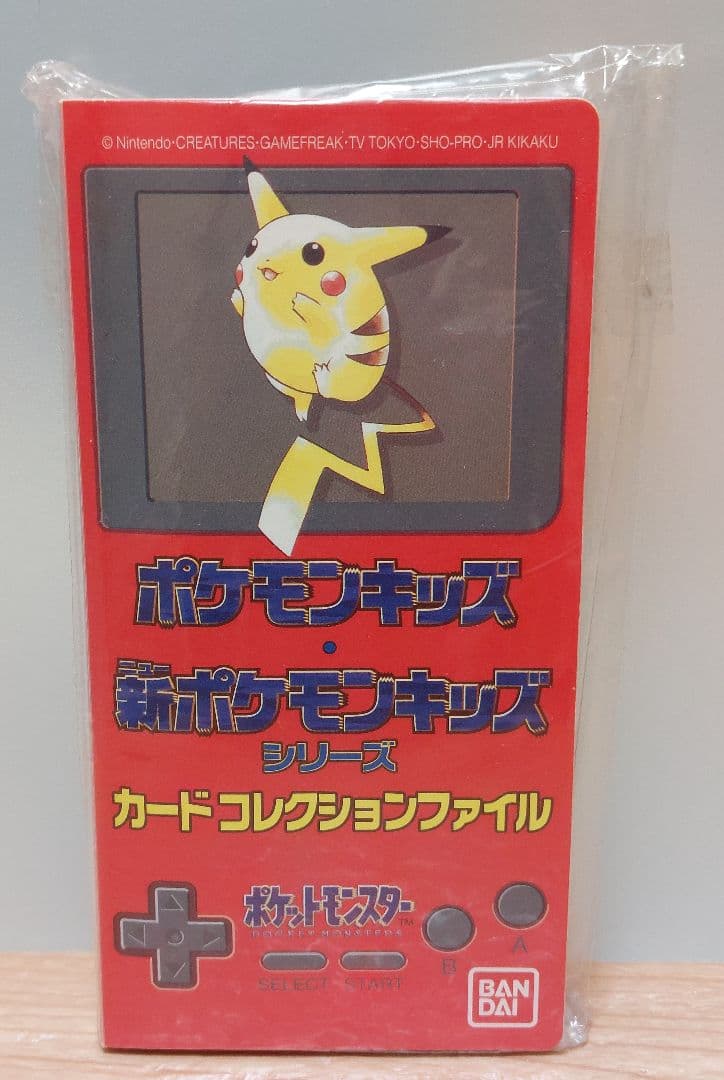 © Nintendo・CREATURES・GAMEFREAK・TV TOKYO・SHO-PRO・JR KIKAKU
ポケモンキッズ
・
ニュー
新ポケモンキッズ
シリーズ
カード コレクションファイル
ポケットモンスター™
POCKET MONSTERS
SELECT START
B
A
BAN
DAI